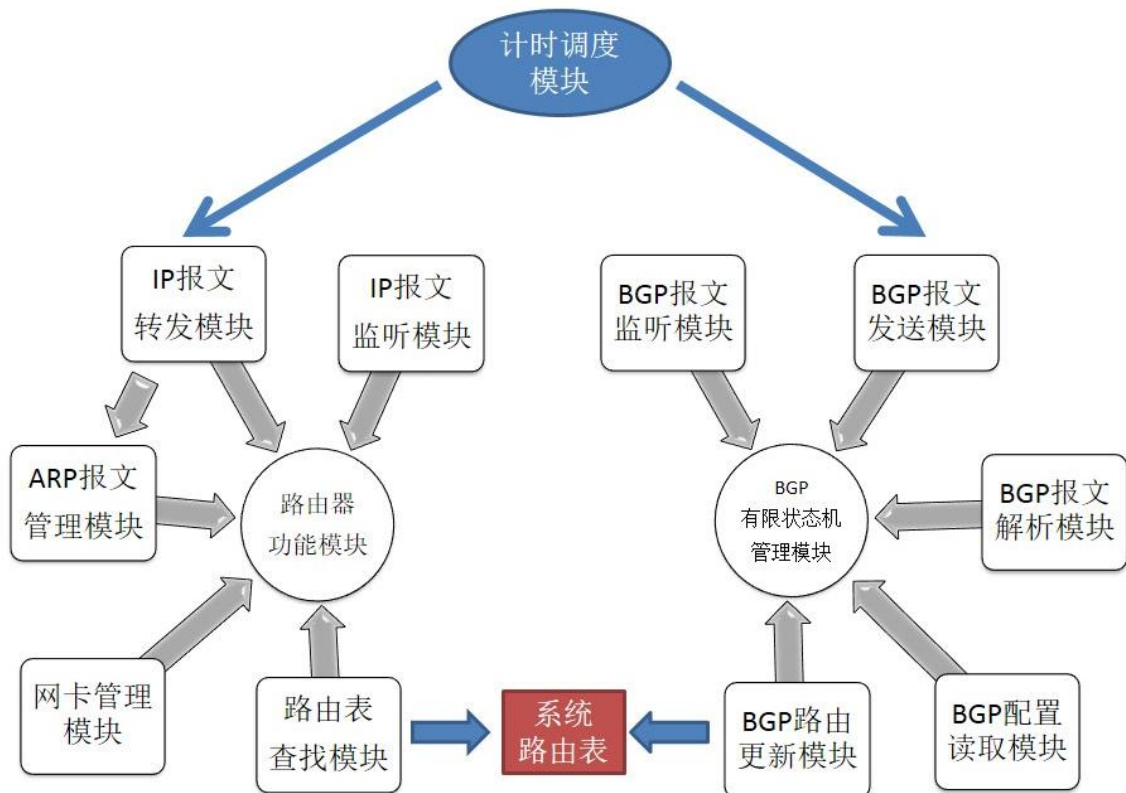 计时调度
模块
IP报文
转发模块
IP报文
监听模块
BGP报文
监听模块
BGP报文
发送模块
ARP报文
管理模块
路由器
功能模块
BGP
有限状态机
管理模块
BGP报文
解析模块
网卡管理
模块
路由表
查找模块
系统
路由表
BGP路由
更新模块
BGP配置
读取模块